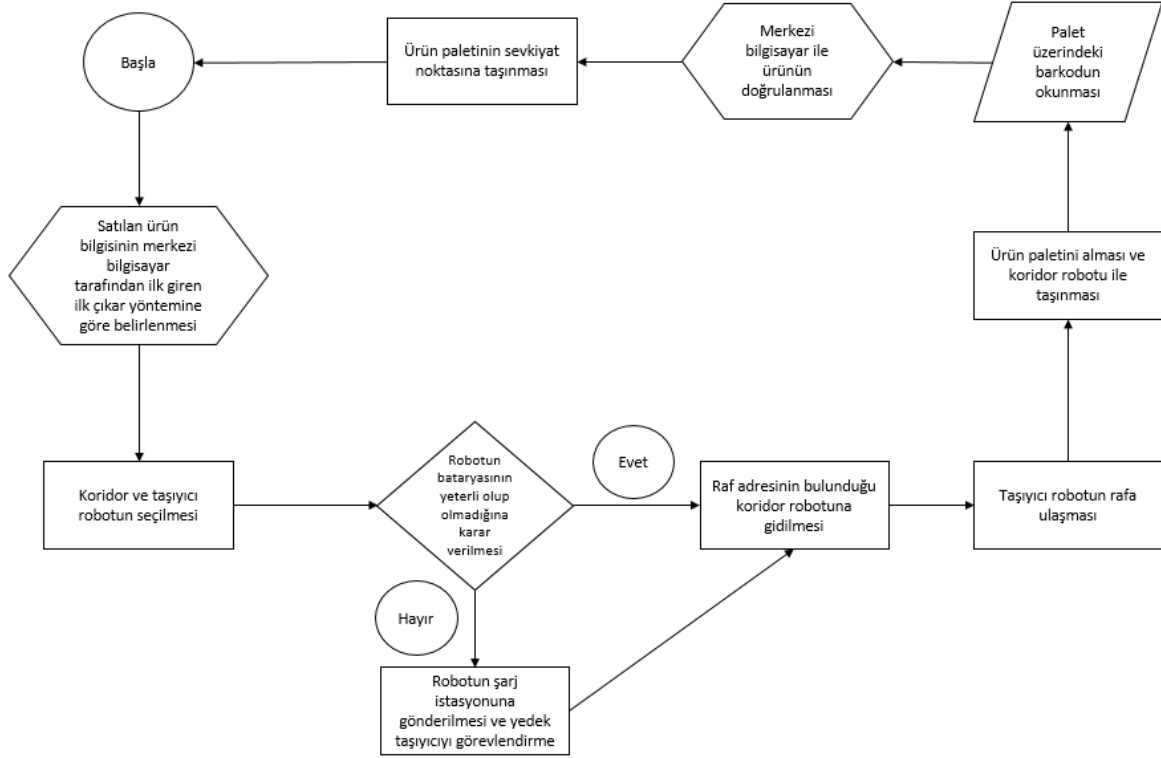 Başla
Ürün paletinin sevkiyat
noktasına taşınması
Merkezi
bilgisayar ile
ürünün
doğrulanması
Palet
üzerindeki
barkodun
okunması
Satılan ürün
bilgisinin merkezi
bilgisayar
tarafından ilk giren
ilk çıkar yöntemine
göre belirlenmesi
Ürün paletini alması ve
koridor robotu ile
taşınması
Koridor ve taşıyıcı
robotun seçilmesi
Robotun
bataryasının
yeterli olup
olmadığına
karar
verilmesi
Evet
Raf adresinin bulunduğu
koridor robotuna
gidilmesi
Taşıyıcı robotun rafa
ulaşması
Hayır
Robotun şarj
istasyonuna
gönderilmesi ve yedek
taşıyıcıyı görevlendirme